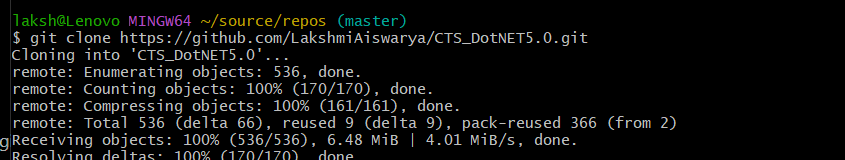 laksh@Lenovo MINGW64 ~/source/repos (master)
$ git clone https://github.com/LakshmiAiswarya/CTS_DotNET5.0.git
Cloning into 'CTS_DotNET5.0'...
remote: Enumerating objects: 536, done.
remote: Counting objects: 100% (170/170), done.
remote: Compressing objects: 100% (161/161), done.
remote: Total 536 (delta 66), reused 9 (delta 9), pack-reused 366 (from 2)
g
Receiving objects: 100% (536/536), 6.48 MiB | 4.01 MiB/s, done.
Resolving deltas: 100% (170/170), done